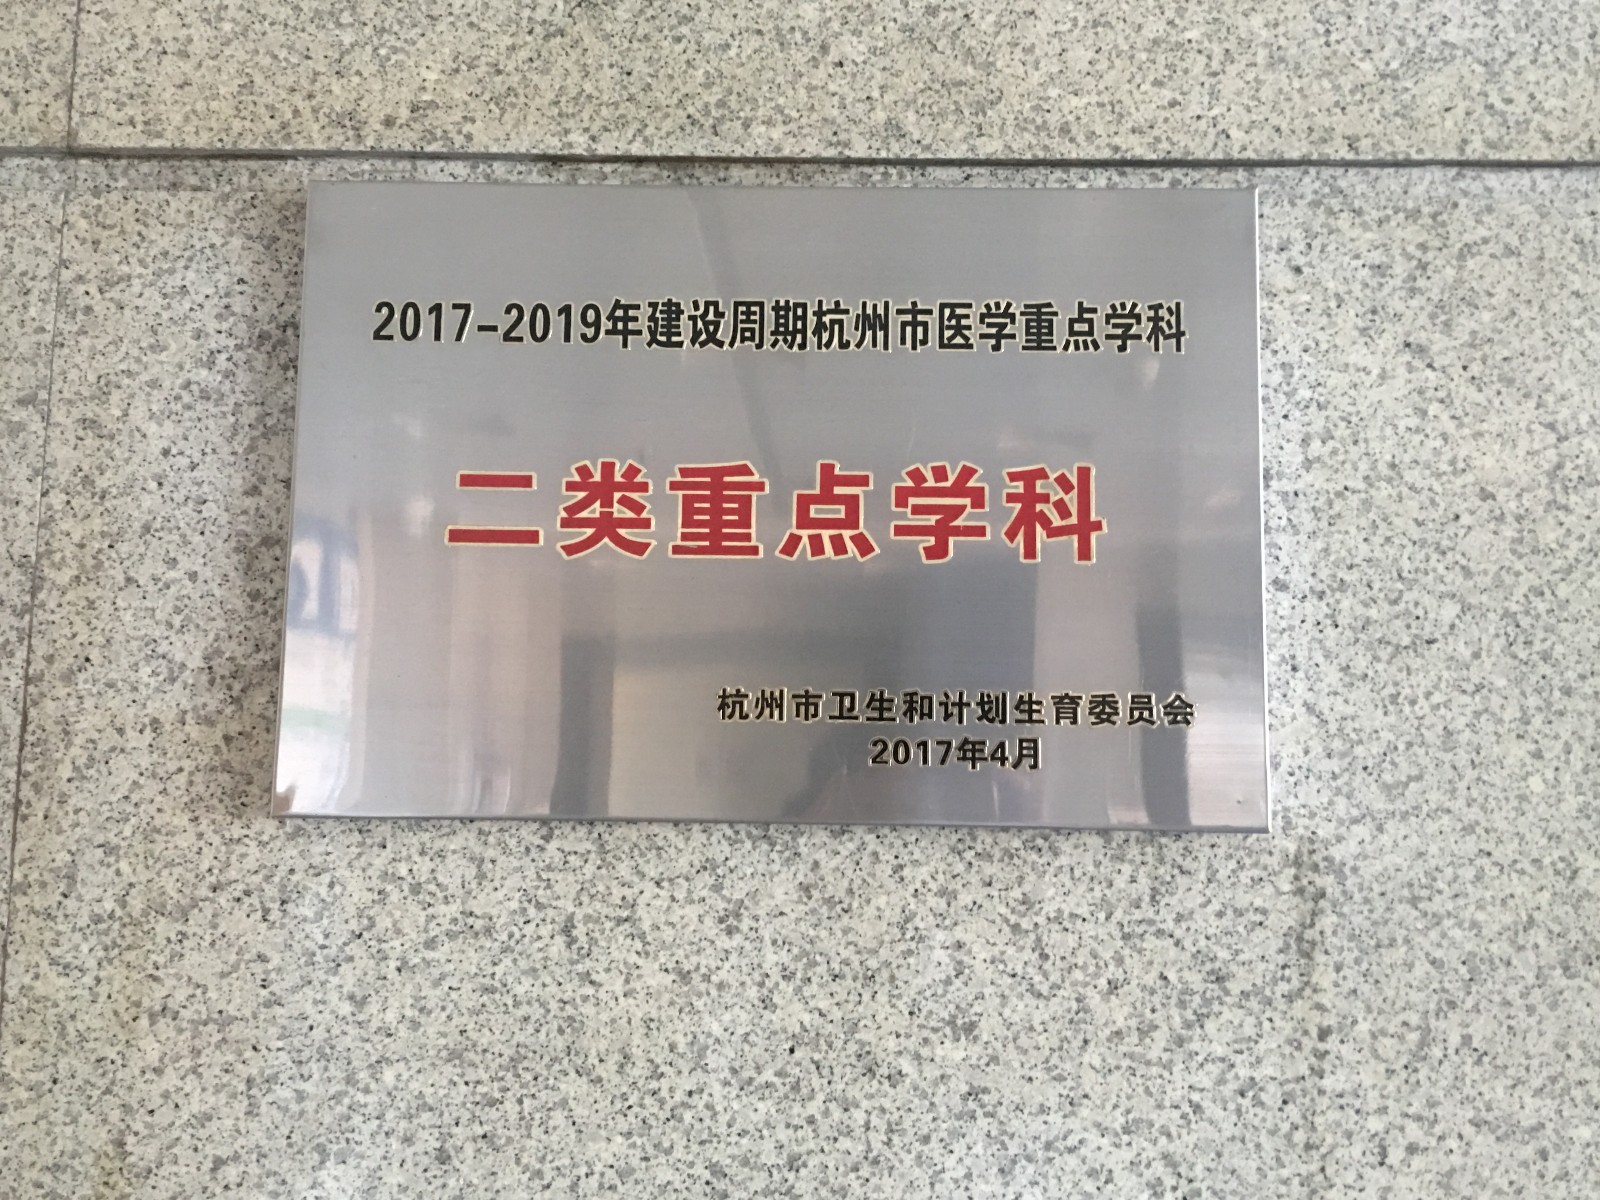 2017-2019年建设周期杭州市医学重点学科
二类重点学科
杭州市卫生和计划生育委员会
2017年4月